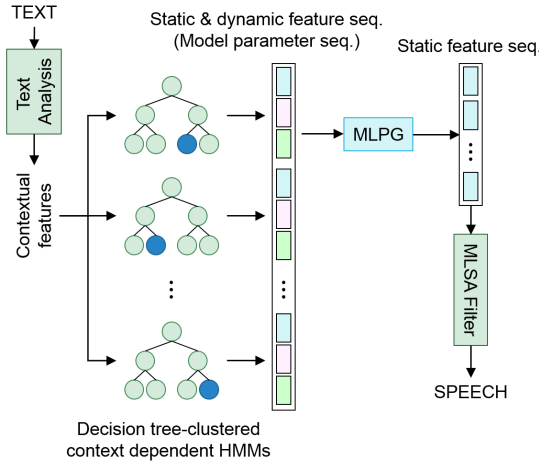 TEXT
Text
Analysis
Contextual
features
Static & dynamic feature seq.
(Model parameter seq.)
Static feature seq.
MLPG
MLSA Filter
SPEECH
Decision tree-clustered
context dependent HMMs